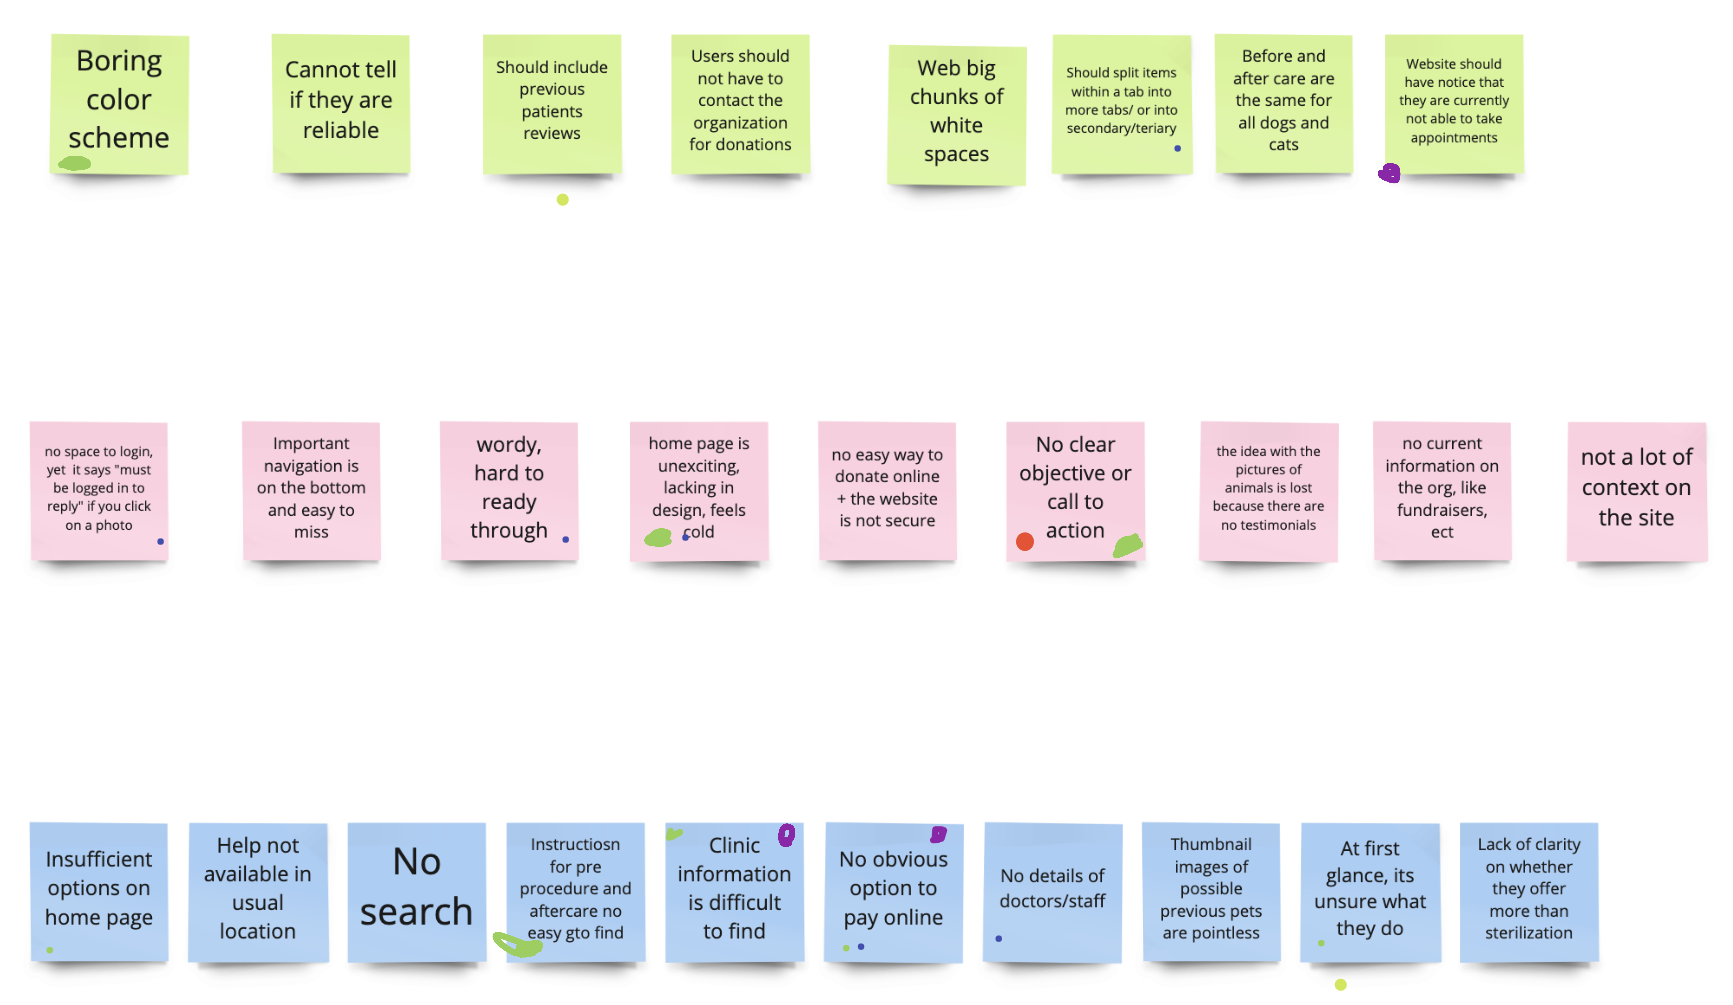 Boring
color
scheme
Cannot tell
if they are
reliable
Should include
previous
patients
reviews
Users should
not have to
contact the
organization
for donations
Web big
chunks of
white
spaces
Should split items
within a tab into
more tabs/ or into
secondary/teriary
Before and
after care are
the same for
all dogs and
cats
Website should
have notice that
they are currently
not able to take
appointments
no space to login,
yet it says "must
be logged in to
reply" if you click
on a photo
Important
navigation is
on the bottom
and easy to
miss
wordy,
hard to
ready
through
home page is
unexciting,
lacking in
design, feels
cold
no easy way to
donate online
+ the website
is not secure
No clear
objective or
call to
action
the idea with the
pictures of
animals is lost
because there are
no testimonials
no current
information on
the org, like
fundraisers,
ect
not a lot of
context on
the site
Insufficient
options on
home page
Help not
available in
usual
location
No
search
Instructiosn
for pre
procedure and
aftercare no
easy gto find
Clinic
information
is difficult
to find
No obvious
option to
pay online
No details of
doctors/staff
Thumbnail
images of
possible
previous pets
are pointless
At first
glance, its
unsure what
they do
Lack of clarity
on whether
they offer
more than
sterilization